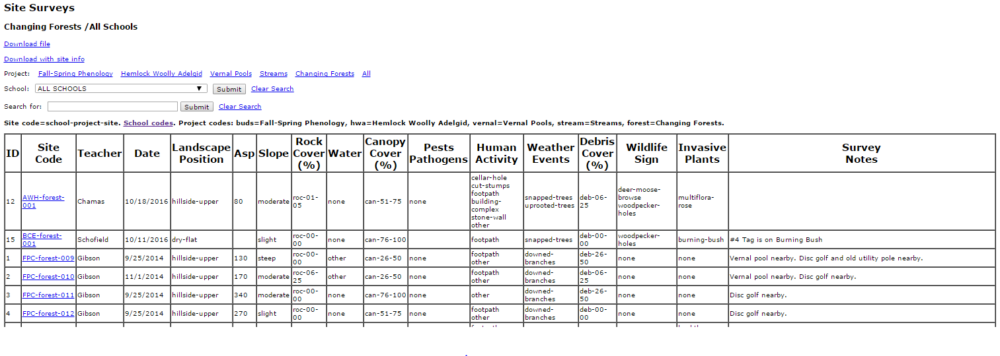 Site Surveys
Changing Forests /All Schools
Download file
Download with site info
Project: Fall-Spring Phenology Hemlock Woolly Adelgid Vernal Pools Streams Changing Forests All
School: ALL SCHOOLS Submit Clear Search
Search for: Submit Clear Search
Site code=school-project-site. School codes. Project codes: buds=Fall-Spring Phenology, hwa=Hemlock Woolly Adelgid, vernal=Vernal Pools, stream=Streams, forest=Changing Forests.
ID Site Code Teacher Date Landscape Position Asp Slope Rock Cover (%) Water Canopy Cover (%) Pests Pathogens Human Activity Weather Events Debris Cover (%) Wildlife Sign Invasive Plants Survey Notes
12 AWH-forest-001 Chamas 10/18/2016 hillside-upper 80 moderate roc-01-05 none can-51-75 none cellar-hole cut-stumps footpath building-complex stone-wall other snapped-trees uprooted-trees deb-06-25 deer-moose-browse woodpecker-holes multiflora-rose
15 BCE-forest-001 Schofield 10/11/2016 dry-flat slight roc-00-00 none can-76-100 footpath snapped-trees deb-00-00 woodpecker-holes burning-bush #4 Tag is on Burning Bush
1 FPC-forest-009 Gibson 9/25/2014 hillside-upper 130 steep roc-00-00 other can-26-50 none footpath other downed-branches deb-26-50 none none Vernal pool nearby. Disc golf and old utility pole nearby.
2 FPC-forest-010 Gibson 11/1/2014 hillside-upper 170 moderate roc-06-25 other can-26-50 none footpath other downed-branches deb-06-25 none none Vernal pool nearby. Disc golf nearby.
3 FPC-forest-011 Gibson 9/25/2014 hillside-upper 340 moderate roc-00-00 none can-76-100 none other downed-branches deb-26-50 none none Disc golf nearby.
4 FPC-forest-012 Gibson 9/25/2014 hillside-upper 270 slight roc-00-00 none can-51-75 none footpath other downed-branches deb-00-00 none none Disc golf nearby.